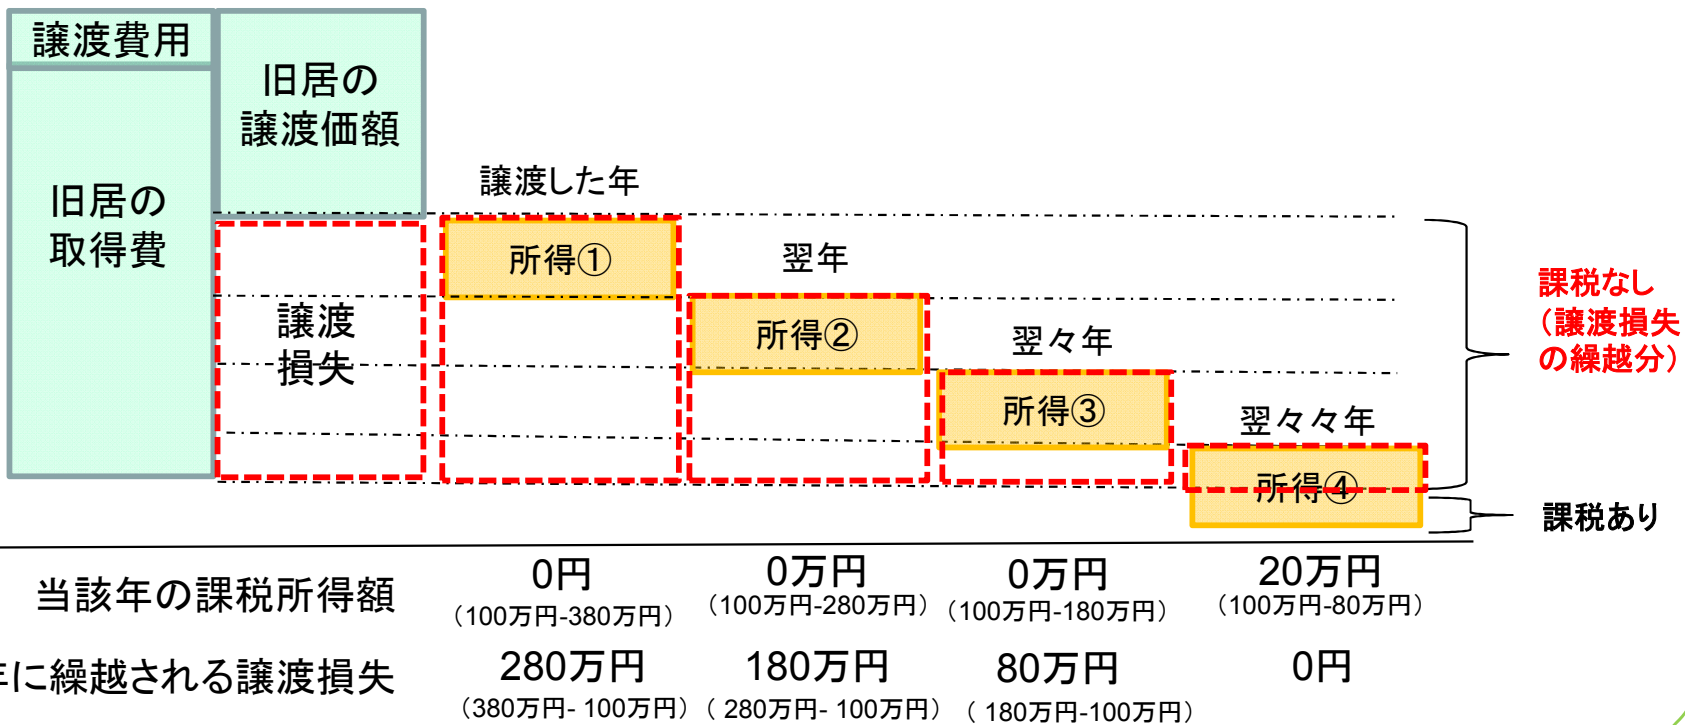 譲渡費用
旧居の
取得費
旧居の
譲渡価額
譲渡
損失
譲渡した年
所得①
翌年
所得②
翌々年
所得③
翌々々年
所得④
課税なし
（譲渡損失
の繰越分）
課税あり
当該年の課税所得額
0円
（100万円-380万円）
0万円
（100万円-280万円）
0万円
（100万円-180万円）
20万円
（100万円-80万円）
年に繰越される譲渡損失
280万円
（380万円- 100万円）
180万円
（ 280万円- 100万円）
80万円
（ 180万円-100万円）
0円